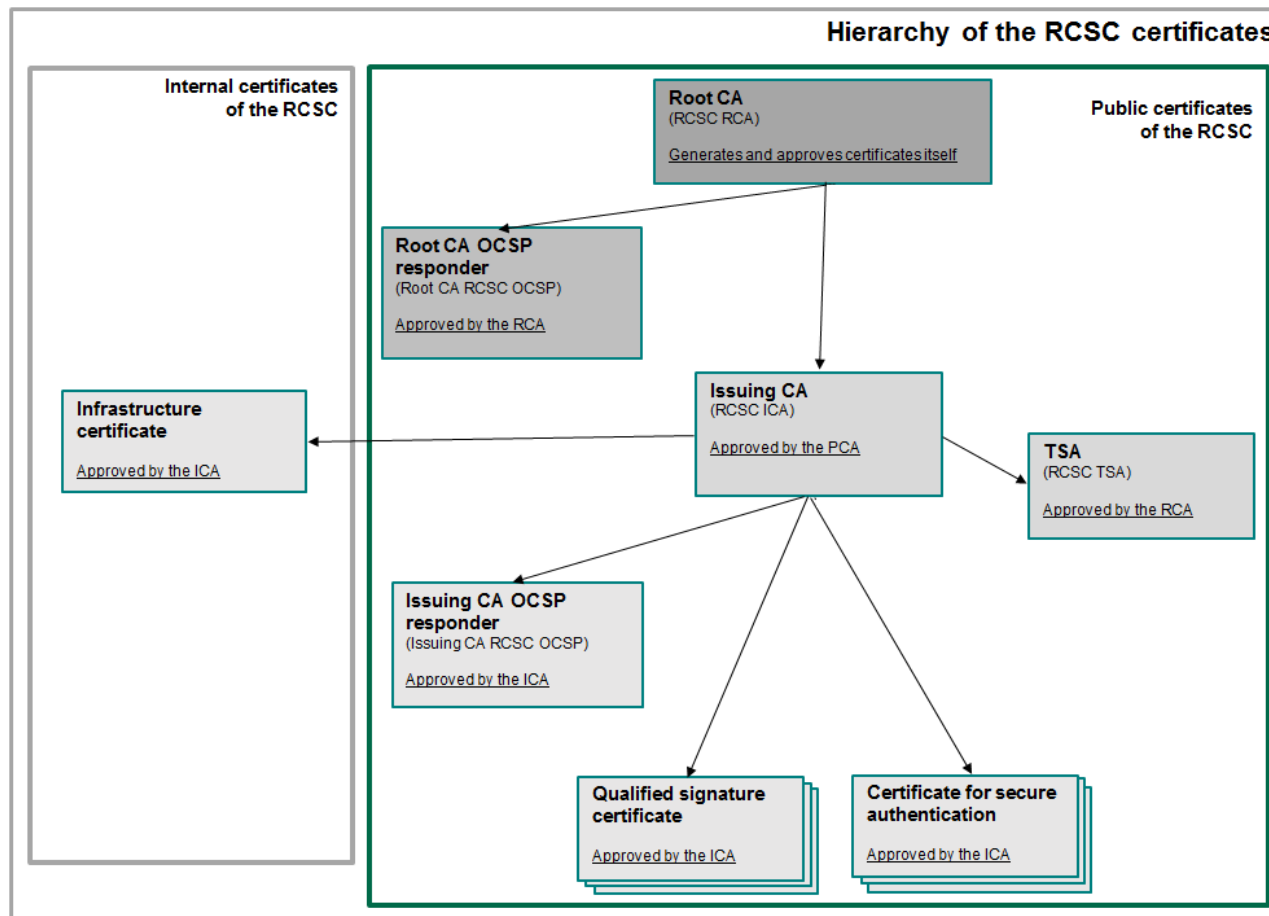 Hierarchy of the RCSC certificates
Internal certificates
of the RCSC
Public certificates
of the RCSC
Root CA
(RCSC RCA)
Generates and approves certificates itself
Root CA OCSP
responder
(Root CA RCSC OCSP)
Approved by the RCA
Issuing CA
(RCSC ICA)
Approved by the PCA
Infrastructure
certificate
Approved by the ICA
TSA
(RCSC TSA)
Approved by the RCA
Issuing CA OCSP
responder
(Issuing CA RCSC OCSP)
Approved by the ICA
Qualified signature
certificate
Approved by the ICA
Certificate for secure
authentication
Approved by the ICA